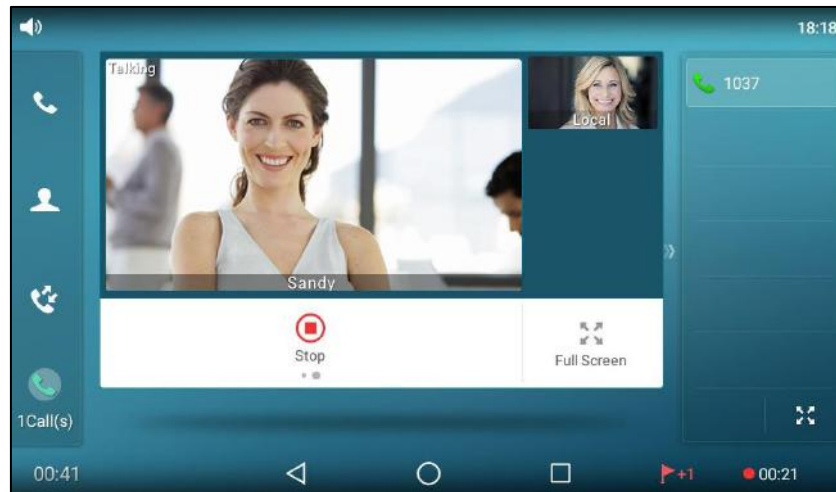 18:18
Talking
Local
1037
Sandy
Stop
Full Screen
1Call(s)
00:41
+1
00:21